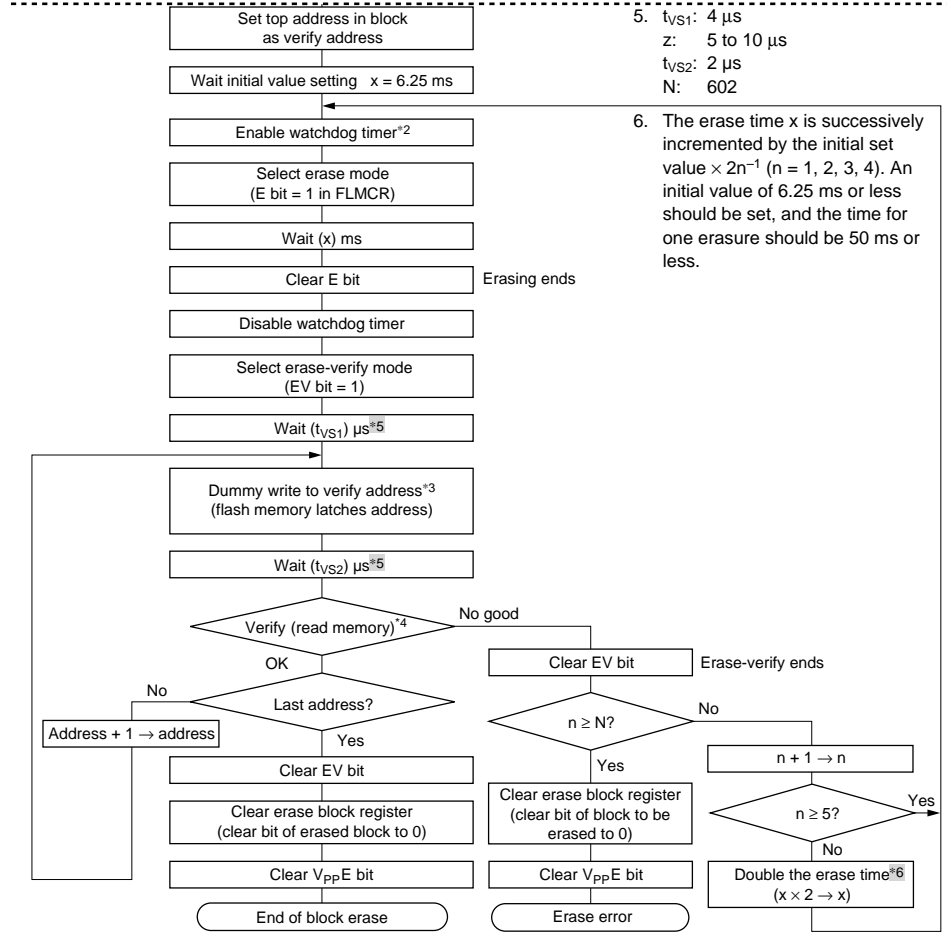 Set top address in block
as verify address
Wait initial value setting x = 6.25 ms
Enable watchdog timer*2
Select erase mode
(E bit = 1 in FLMCR)
Wait (x) ms
Clear E bit
Erasing ends
Disable watchdog timer
Select erase-verify mode
(EV bit = 1)
Wait (tVS1) µs*5
Dummy write to verify address*3
(flash memory latches address)
Wait (tVS2) µs*5
Verify (read memory)*4
No good
OK
Last address?
No
Address + 1 → address
Yes
Clear EV bit
Clear erase block register
(clear bit of erased block to 0)
Clear VPPE bit
End of block erase
Clear EV bit
Erase-verify ends
n ≥ N?
No
Yes
Clear erase block register
(clear bit of block to be
erased to 0)
Clear VPPE bit
Erase error
n + 1 → n
n ≥ 5?
Yes
No
Double the erase time*6
(x × 2 → x)
5. tVS1: 4 µs
z: 5 to 10 µs
tVS2: 2 µs
N: 602
6. The erase time x is successively
incremented by the initial set
value × 2n−1 (n = 1, 2, 3, 4). An
initial value of 6.25 ms or less
should be set, and the time for
one erasure should be 50 ms or
less.